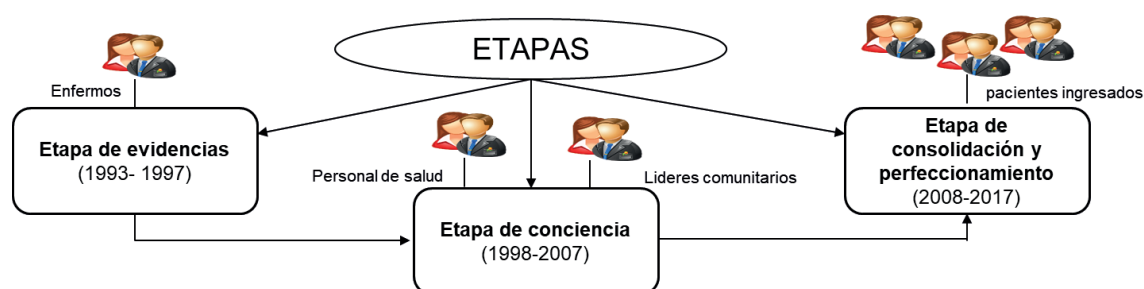 ETAPAS
Enfermos
Etapa de evidencias
(1993- 1997)
Personal de salud
Lideres comunitarios
Etapa de conciencia
(1998-2007)
pacientes ingresados
Etapa de
consolidación y
perfeccionamiento
(2008-2017)